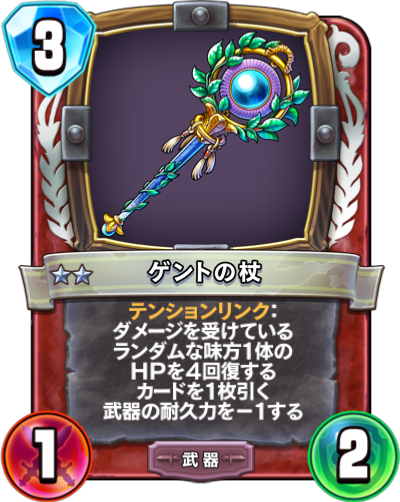 3
ゲントの杖
テンションリンク:
ダメージを受けている
ランダムな味方1体の
HPを4回復する
カードを1枚引く
武器の耐久力を−1する
1
武器
2